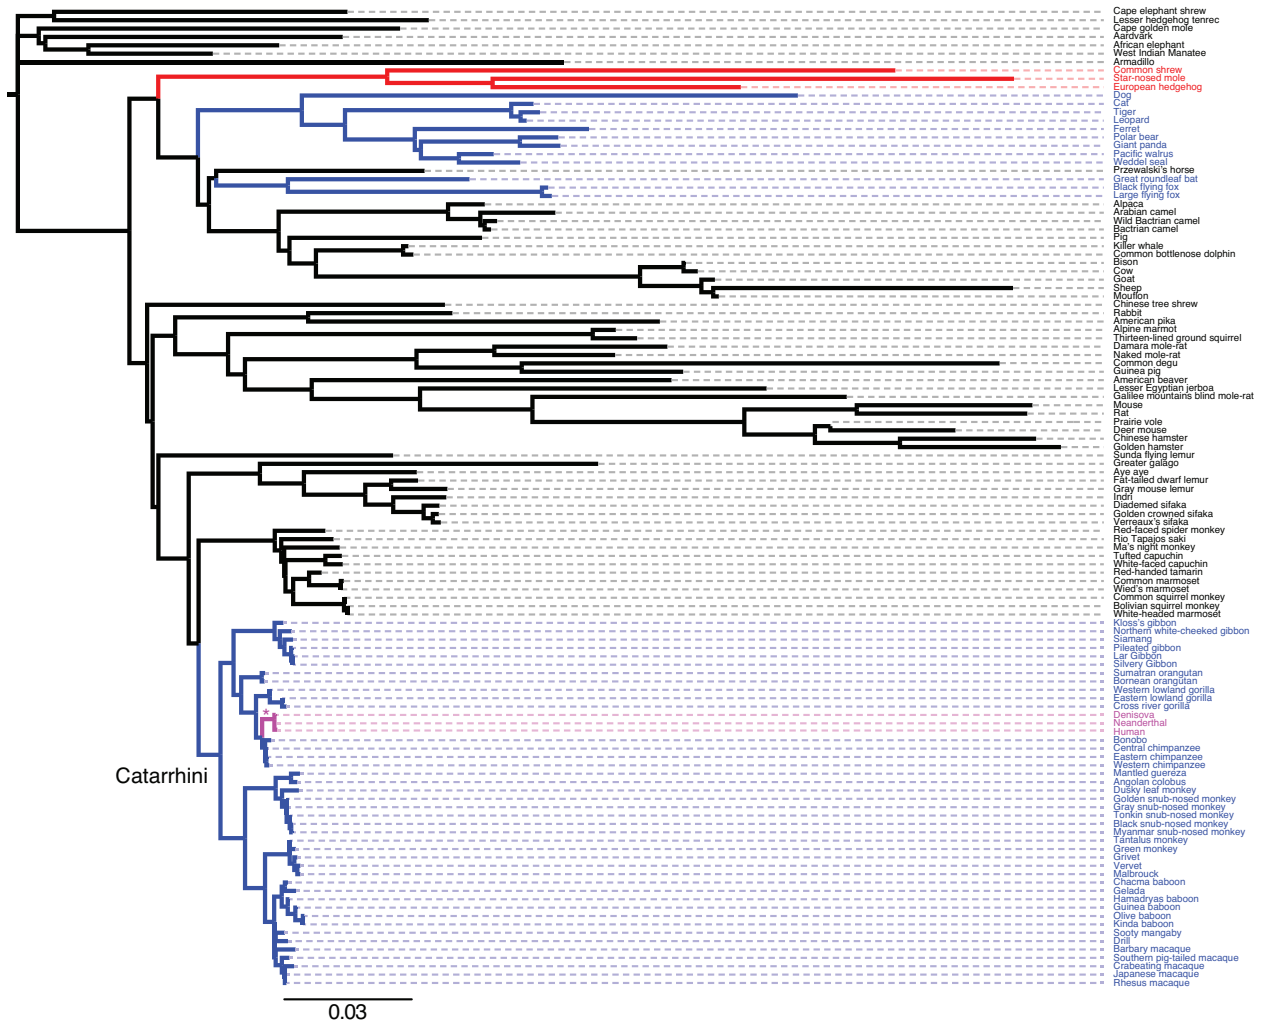 Cape elephant shrew
Lesser hedgehog tenrec
Cape golden mole
Aardvark
African elephant
West Indian Manatee
Armadillo
Common shrew
Star-nosed mole
European hedgehog
Dog
Cat
Tiger
Leopard
Ferret
Polar bear
Giant panda
Pacific walrus
Weddel seal
Przewalski's horse
Great roundleaf bat
Black flying fox
Large flying fox
Alpaca
Arabian camel
Wild Bactrian camel
Bactrian camel
Pig
Killer whale
Common bottlenose dolphin
Bison
Cow
Goat
Sheep
Mouflon
Chinese tree shrew
Rabbit
American pika
Alpine marmot
Thirteen-lined ground squirrel
Damara mole-rat
Naked mole-rat
Common degu
Guinea pig
American beaver
Lesser Egyptian jerboa
Galilee mountains blind mole-rat
Mouse
Rat
Prairie vole
Deer mouse
Chinese hamster
Golden hamster
Sunda flying lemur
Greater galago
Aye aye
Fat-tailed dwarf lemur
Gray mouse lemur
Indri
Diademed sifaka
Golden crowned sifaka
Verreaux's sifaka
Red-faced spider monkey
Rio Tapajos saki
Ma's night monkey
Tufted capuchin
White-faced capuchin
Red-handed tamarin
Common marmoset
Wied's marmoset
Common squirrel monkey
Bolivian squirrel monkey
White-headed marmoset
Kloss's gibbon
Northern white-cheeked gibbon
Siamang
Pileated gibbon
Lar Gibbon
Silvery Gibbon
Sumatran orangutan
Bornean orangutan
Western lowland gorilla
Eastern lowland gorilla
Cross river gorilla
*
Denisova
Neanderthal
Human
Bonobo
Central chimpanzee
Eastern chimpanzee
Western chimpanzee
Catarrhini
Mantled guereza
Angolan colobus
Dusky leaf monkey
Golden snub-nosed monkey
Gray snub-nosed monkey
Tonkin snub-nosed monkey
Black snub-nosed monkey
Myanmar snub-nosed monkey
Tantalus monkey
Green monkey
Grivet
Vervet
Malbrouck
Chacma baboon
Gelada
Hamadryas baboon
Guinea baboon
Olive baboon
Kinda baboon
Sooty mangaby
Drill
Barbary macaque
Southern pig-tailed macaque
Crabeating macaque
Japanese macaque
Rhesus macaque
0.03